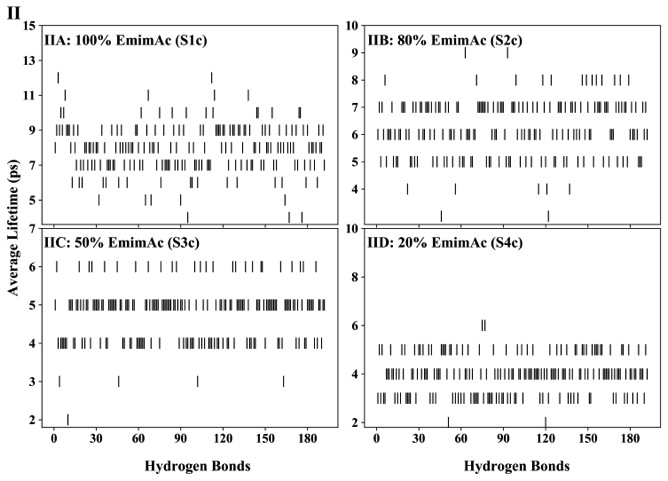 II
IIA: 100% EmimAc (S1c)
15
13
11
9
7
5
4
IIB: 80% EmimAc (S2c)
10
9
8
7
6
5
4
3
Average Lifetime (ps)
IIC: 50% EmimAc (S3c)
7
6
5
4
3
2
0 30 60 90 120 150 180
Hydrogen Bonds
IID: 20% EmimAc (S4c)
10
8
6
4
2
0 30 60 90 120 150 180
Hydrogen Bonds